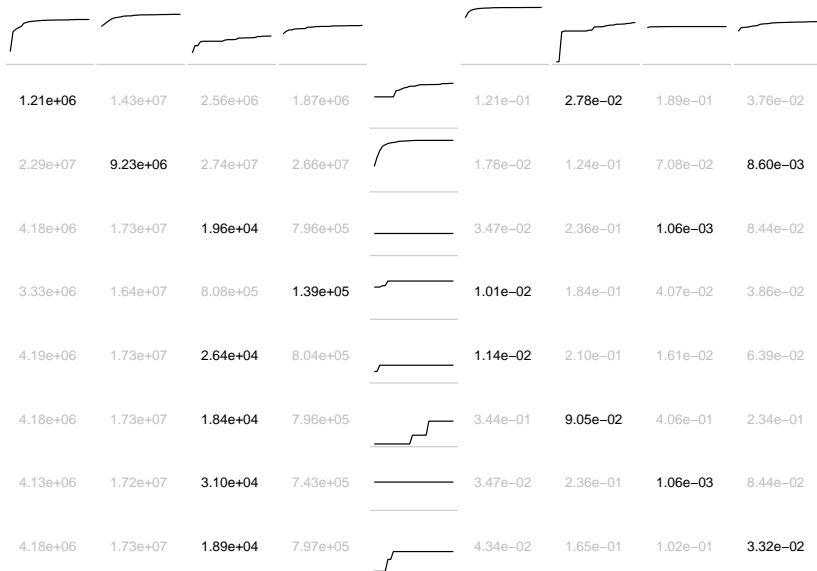 1.21e+06 1.43e+07 2.56e+06 1.87e+06 1.21e−01 2.78e−02 1.89e−01 3.76e−02
2.29e+07 9.23e+06 2.74e+07 2.66e+07 1.76e−02 1.24e−01 7.08e−02 8.60e−03
4.18e+06 1.73e+07 1.96e+04 7.96e+05 3.47e−02 2.36e−01 1.06e−03 8.44e−02
3.33e+06 1.64e+07 8.08e+05 1.39e+05 1.01e−02 1.84e−01 4.07e−02 3.86e−02
4.19e+06 1.73e+07 2.64e+04 8.04e+05 1.14e−02 2.10e−01 1.61e−02 6.39e−02
4.18e+06 1.73e+07 1.84e+04 7.96e+05 3.44e−01 9.05e−02 4.06e−01 2.34e−01
4.13e+06 1.72e+07 3.10e+04 7.43e+05 3.47e−02 2.36e−01 1.06e−03 8.44e−02
4.18e+06 1.73e+07 1.89e+04 7.97e+05 4.34e−02 1.65e−01 1.02e−01 3.32e−02